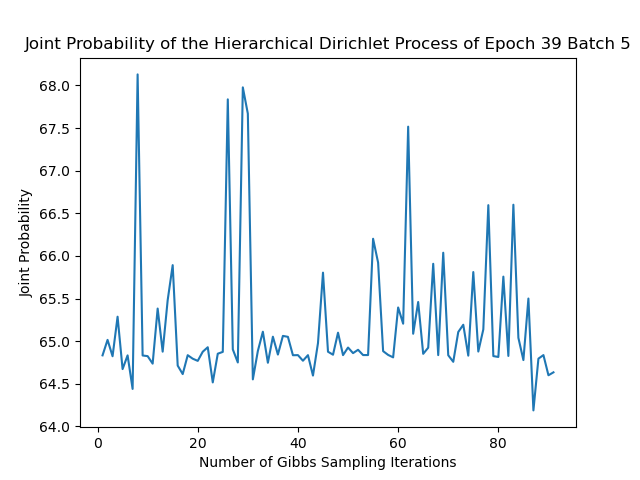 Joint Probability of the Hierarchical Dirichlet Process of Epoch 39 Batch 5
68.0
67.5
67.0
66.5
66.0
65.5
65.0
64.5
64.0
Joint Probability
0 20 40 60 80
Number of Gibbs Sampling Iterations